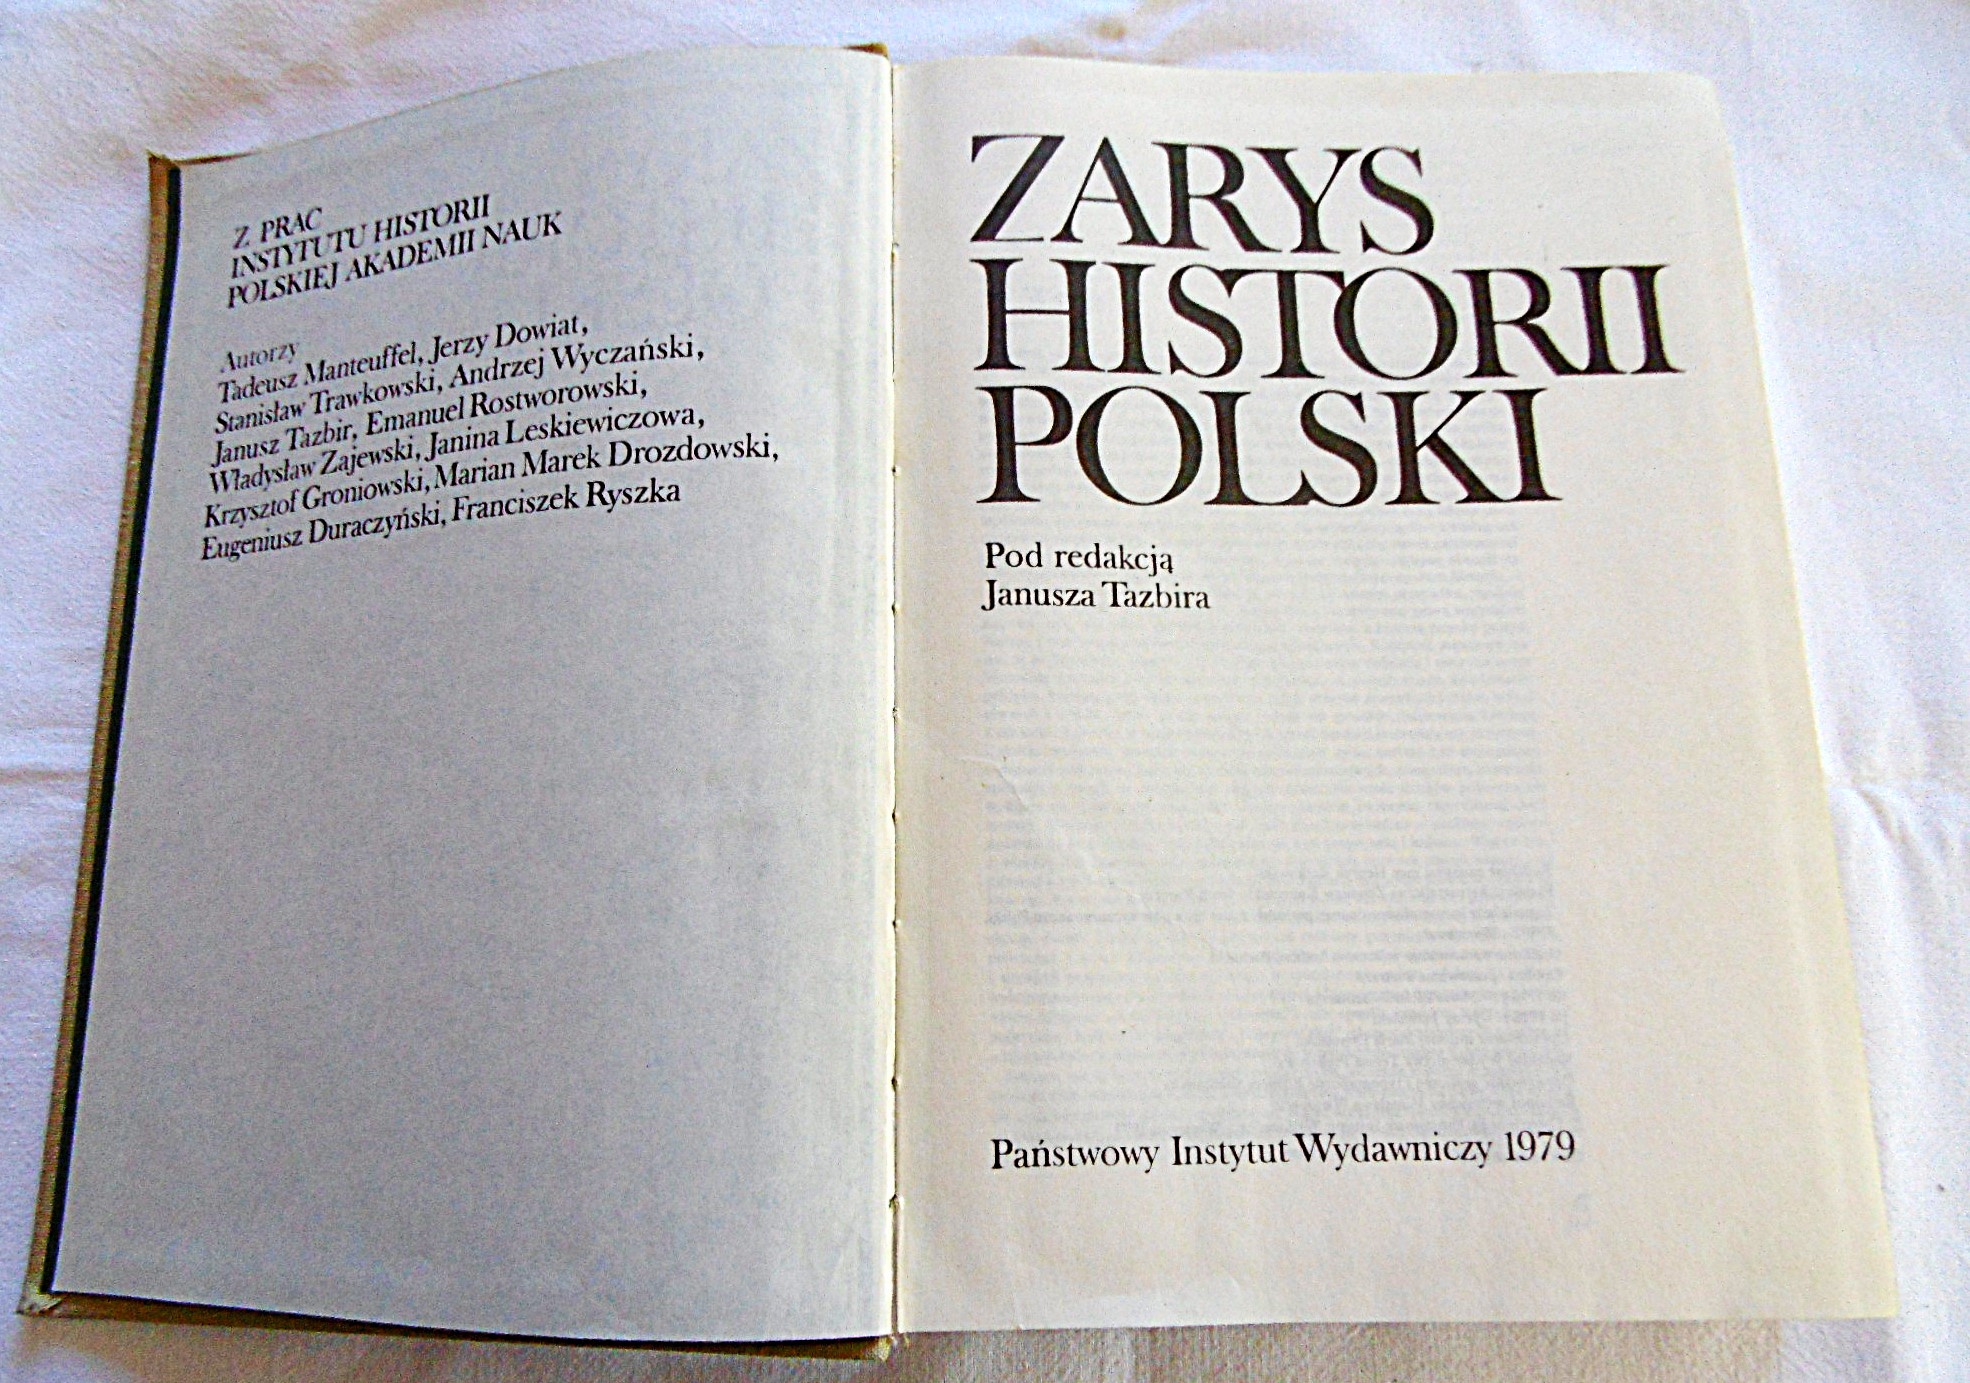 Z PRAC
INSTYTUTU HISTORII
POLSKIEJ AKADEMII NAUK
Autorzy
Tadeusz Manteuffel, Jerzy Dowiat,
Stanisław Trawkowski, Andrzej Wyczański,
Janusz Tazbir, Emanuel Rostworowski,
Władysław Zajewski, Janina Leskiewiczowa,
Krzysztof Groniowski, Marian Marek Drozdowski,
Eugeniusz Duraczyński, Franciszek Ryszka
ZARYS
HISTORII
POLSKI
Pod redakcją
Janusza Tazbira
Państwowy Instytut Wydawniczy 1979